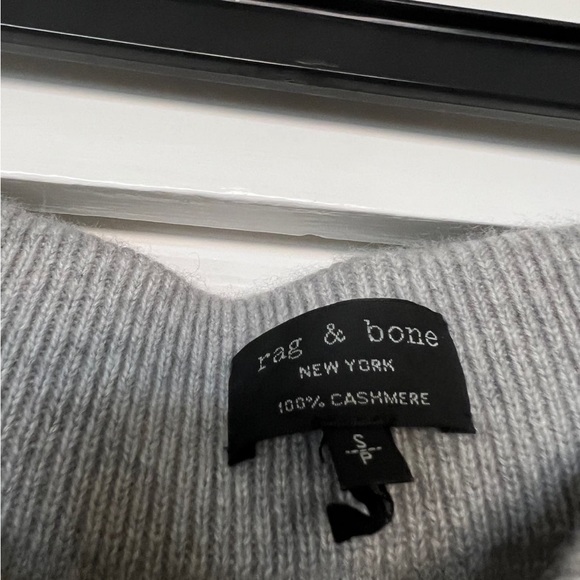 rag & bone
NEW YORK
100% CASHMERE
S
P